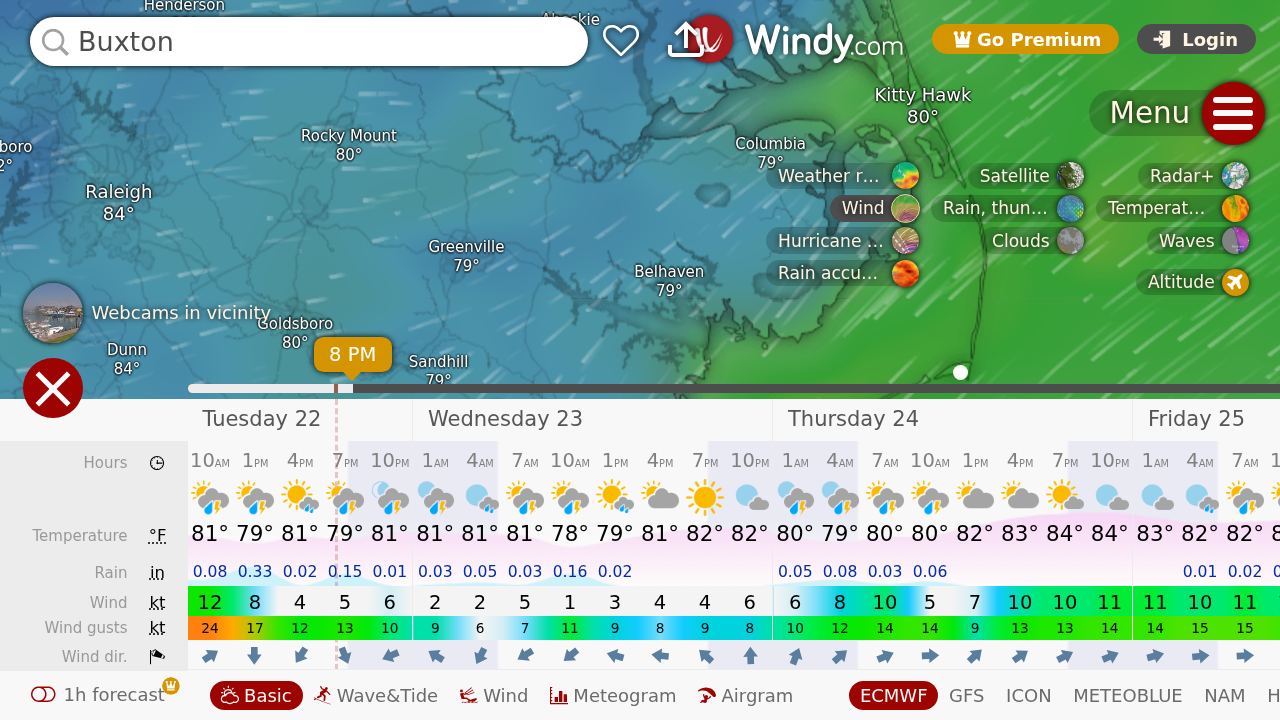 Henderson
Buxton
Windy.com
Go Premium
Login
Kitty Hawk
80°
Menu
Rocky Mount
80°
Columbia
79°
Raleigh
84°
Weather r...
Satellite
Radar+
Wind
Rain, thun...
Temperat...
Hurricane ...
Clouds
Waves
Rain accu...
Altitude
Greenville
79°
Belhaven
79°
Webcams in vicinity
Goldsboro
80°
Dunn
84°
8 PM
Sandhill
79°
Tuesday 22 Wednesday 23 Thursday 24 Friday 25
Hours 10AM 1PM 4PM 7PM 10PM 1AM 4AM 7AM 10AM 1PM 4PM 7PM 10PM 1AM 4AM 7AM 10AM 1PM 4PM 7PM 10PM 1AM 4AM 7AM
Temperature °F 81° 79° 81° 79° 81° 81° 81° 81° 78° 79° 81° 82° 82° 80° 79° 80° 80° 82° 83° 84° 84° 83° 82° 82°
Rain in 0.08 0.33 0.02 0.15 0.01 0.03 0.05 0.03 0.16 0.02 0.05 0.08 0.03 0.06 0.01 0.02
Wind kt 12 8 4 5 6 2 2 5 1 3 4 4 6 6 8 10 5 7 10 10 11 11 10 11
Wind gusts kt 24 17 12 13 10 9 6 7 11 9 8 9 8 10 12 14 14 9 13 13 14 14 15 15
Wind dir.
1h forecast
Basic
Wave&Tide
Wind
Meteogram
Airgram
ECMWF
GFS
ICON
METEOBLUE
NAM